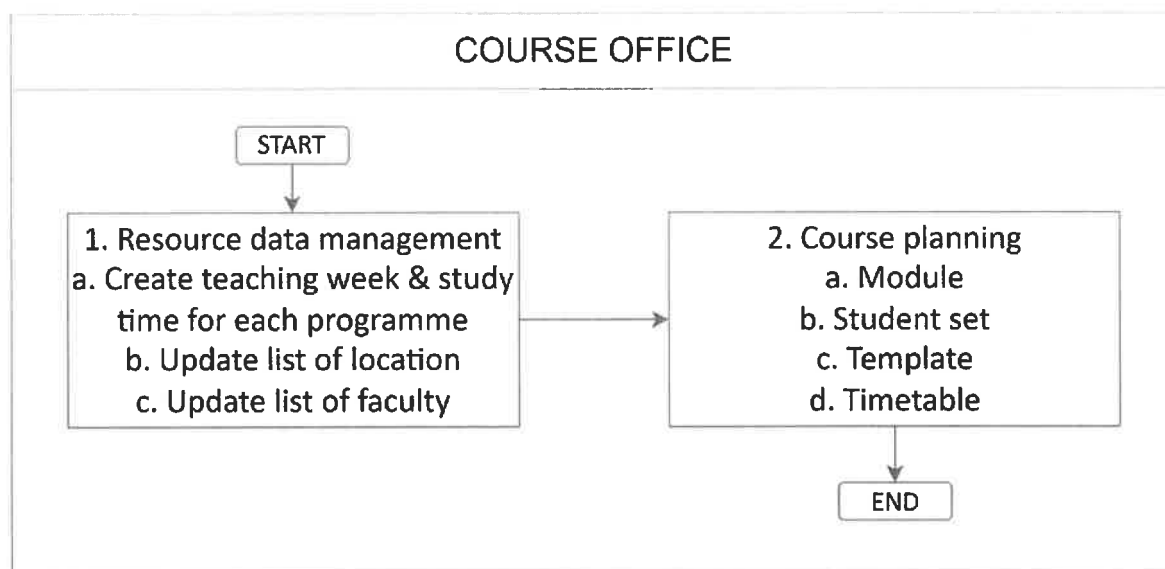 COURSE OFFICE
START
1. Resource data management
a. Create teaching week & study
time for each programme
b. Update list of location
c. Update list of faculty
2. Course planning
a. Module
b. Student set
c. Template
d. Timetable
END